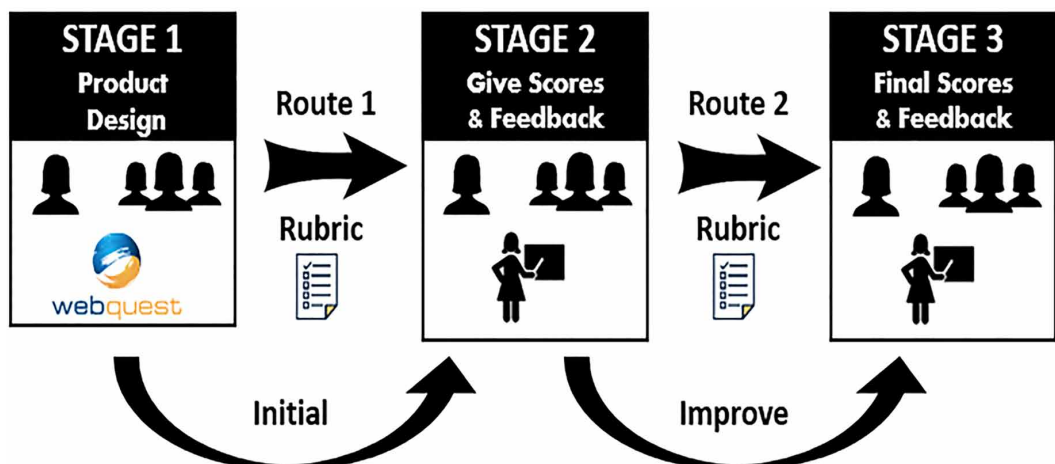 STAGE 1
Product
Design
webquest
Route 1
Rubric
STAGE 2
Give Scores
& Feedback
Route 2
Rubric
STAGE 3
Final Scores
& Feedback
Initial
Improve